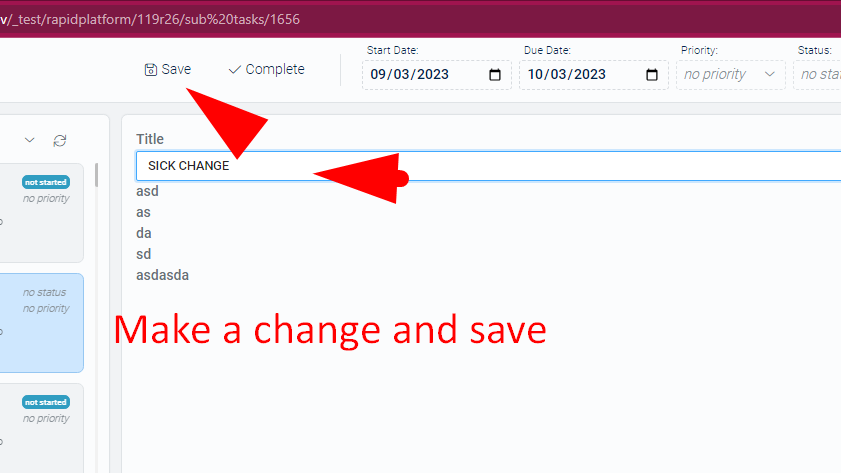 v/_test/rapidplatform/119r26/sub%20tasks/1656
Start Date: Due Date: Priority: Status:
Save Complete 09/03/2023 10/03/2023 no priority no sta
Title
SICK CHANGE
not started
no priority
asd
as
da
sd
asdasda
no status
no priority
Make a change and save
not started
no priority